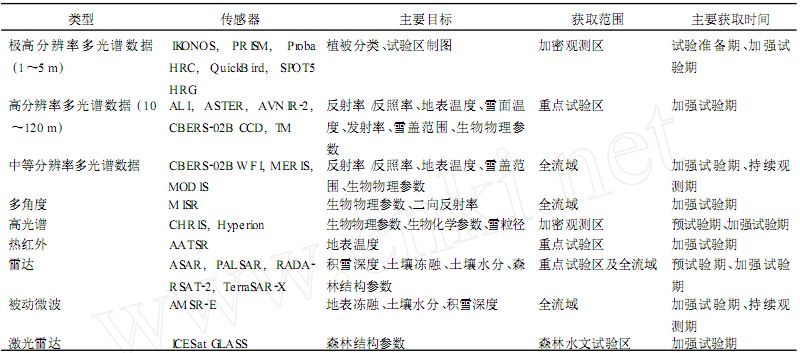 类型 传感器 主要目标 获取范围 主要获取时间
极高分辨率多光谱数据 IKONOS、PRISM、Proba 植被分类、试验区制图 加密观测区 试验准备期、加强试
(1～5 m) HRC、QuickBird、SPOT5 验期
HRG
高分辨率多光谱数据 (10 ALI、ASTER、AVNIR-2、 反射率/反照率、地表温度、雪面温 重点试验区 加强试验期
～120 m) CBERS-02B CCD、TM 度、发射率、雪盖范围、生物物理参
数
中等分辨率多光谱数据 CBERS-02B WFI、MERIS、 反射率/反照率、地表温度、雪盖范 全流域 加强试验期、持续观
MODIS 围、生物物理参数 测期
多角度 MISR 生物物理参数、二向反射率 全流域 加强试验期
高光谱 CHRIS、Hyperion 生物物理参数、生物化学参数、雪粒径 加密观测区 预试验期、加强试验期
热红外 AATSR 地表温度 重点试验区 加强试验期
雷达 ASAR、PALSAR、RADA- 积雪深度、土壤冻融、土壤水分、森 重点试验区及全流域 预试验期、加强试验
RSAT-2、TerraSAR-X 林结构参数 期
被动微波 AMSR-E 地表冻融、土壤水分、积雪深度 全流域 加强试验期、持续观
测期
激光雷达 ICESat GLASS 森林结构参数 森林水文试验区 加强试验期